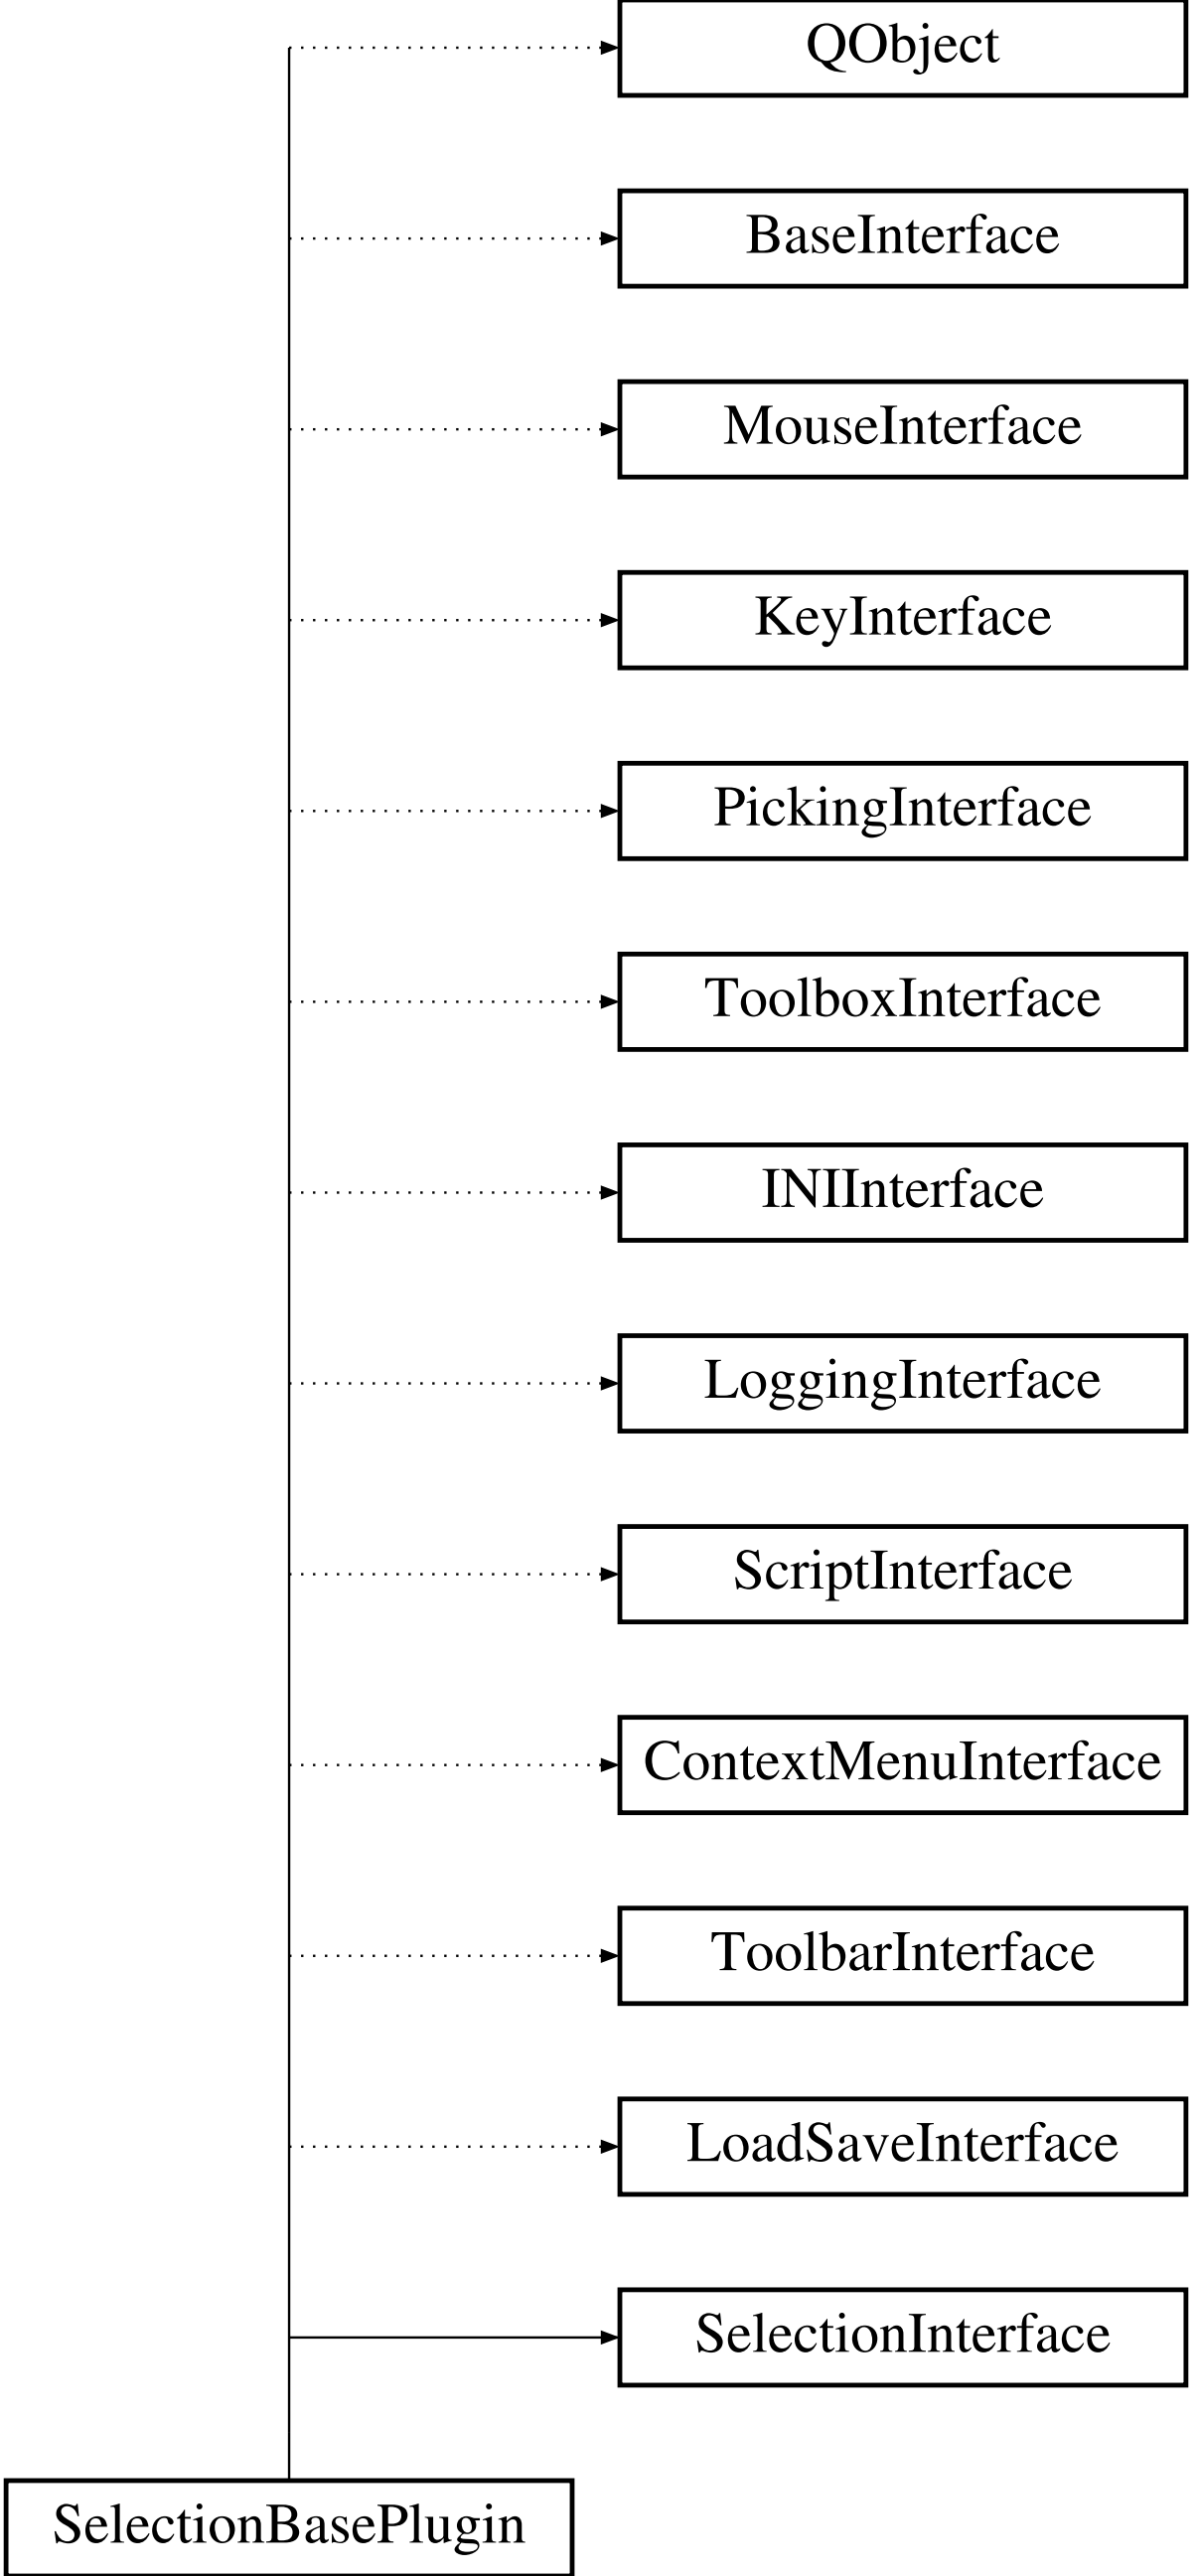 QObject
BaseInterface
MouseInterface
KeyInterface
PickingInterface
ToolboxInterface
INIInterface
LoggingInterface
ScriptInterface
ContextMenuInterface
ToolbarInterface
LoadSaveInterface
SelectionInterface
SelectionBasePlugin